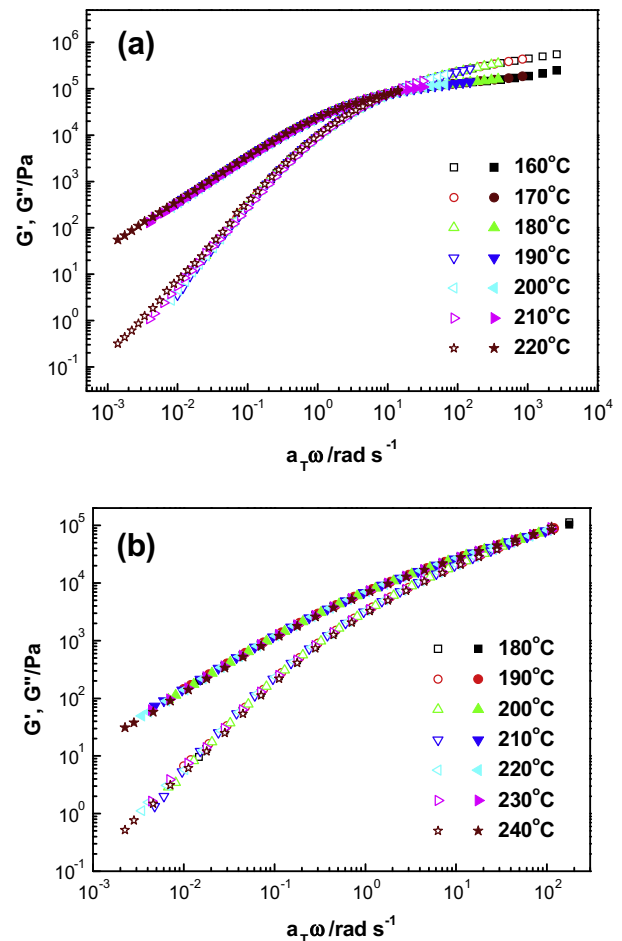 (a)
G', G''/Pa
10^6
10^5
10^4
10^3
10^2
10^1
10^0
10^-1
160°C
170°C
180°C
190°C
200°C
210°C
220°C
10^-3 10^-2 10^-1 10^0 10^1 10^2 10^3 10^4
a_Tω/rad s^-1
(b)
G', G''/Pa
10^5
10^4
10^3
10^2
10^1
10^0
10^-1
180°C
190°C
200°C
210°C
220°C
230°C
240°C
10^-3 10^-2 10^-1 10^0 10^1 10^2
a_Tω/rad s^-1